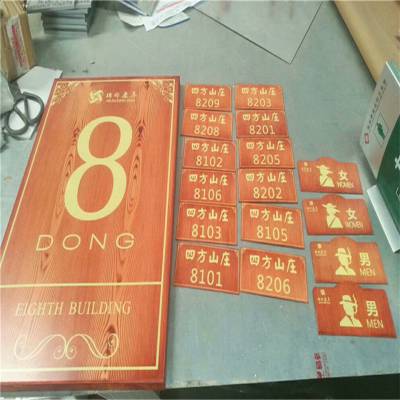 8
DONG
EIGHTH BUILDING
四方山庄
8209
四方山庄
8203
四方山庄
8208
四方山庄
8201
四方山庄
8102
四方山庄
8205
四方山庄
8106
四方山庄
8202
四方山庄
8103
四方山庄
8105
四方山庄
8101
四方山庄
8206
女
WOMEN
女
WOMEN
男
MEN
男
MEN